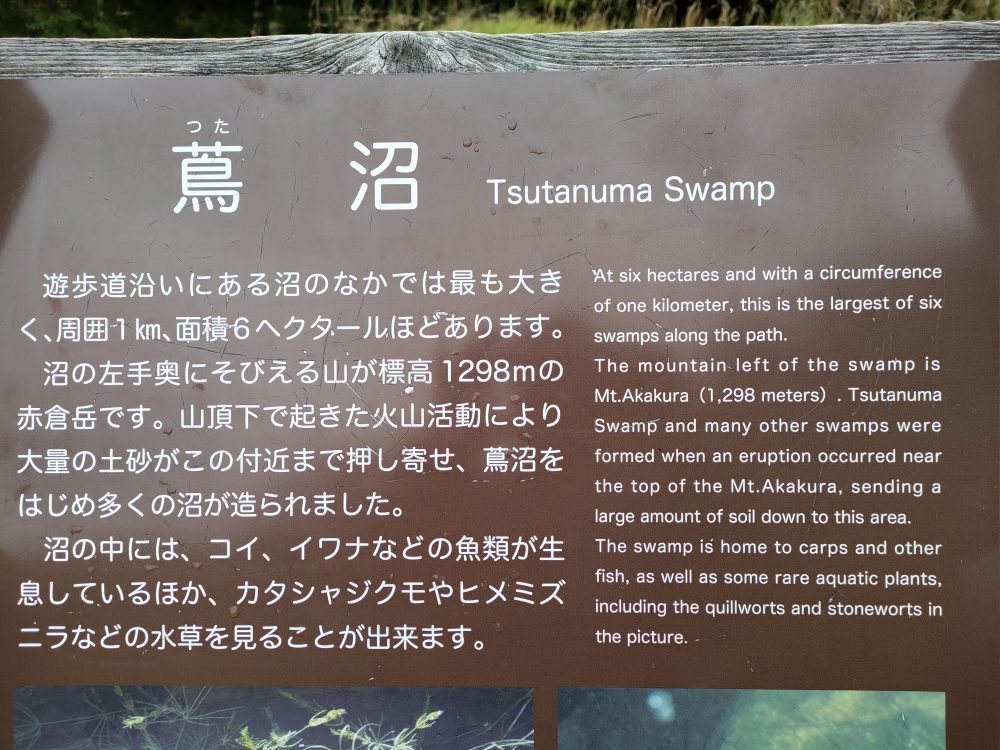 つた
蔦沼 Tsutanuma Swamp
遊歩道沿いにある沼のなかでは最も大き
く、周囲1㎞、面積6ヘクタールほどあります。
沼の左手奥にそびえる山が標高1298mの
赤倉岳です。山頂下で起きた火山活動により
大量の土砂がこの付近まで押し寄せ、蔦沼を
はじめ多くの沼が造られました。
沼の中には、コイ、イワナなどの魚類が生
息しているほか、カタシャジクモやヒメミズ
ニラなどの水草を見ることが出来ます。
At six hectares and with a circumference
of one kilometer, this is the largest of six
swamps along the path.
The mountain left of the swamp is
Mt.Akakura（1,298 meters）. Tsutanuma
Swamp and many other swamps were
formed when an eruption occurred near
the top of the Mt.Akakura, sending a
large amount of soil down to this area.
The swamp is home to carps and other
fish, as well as some rare aquatic plants,
including the quillworts and stoneworts in
the picture.